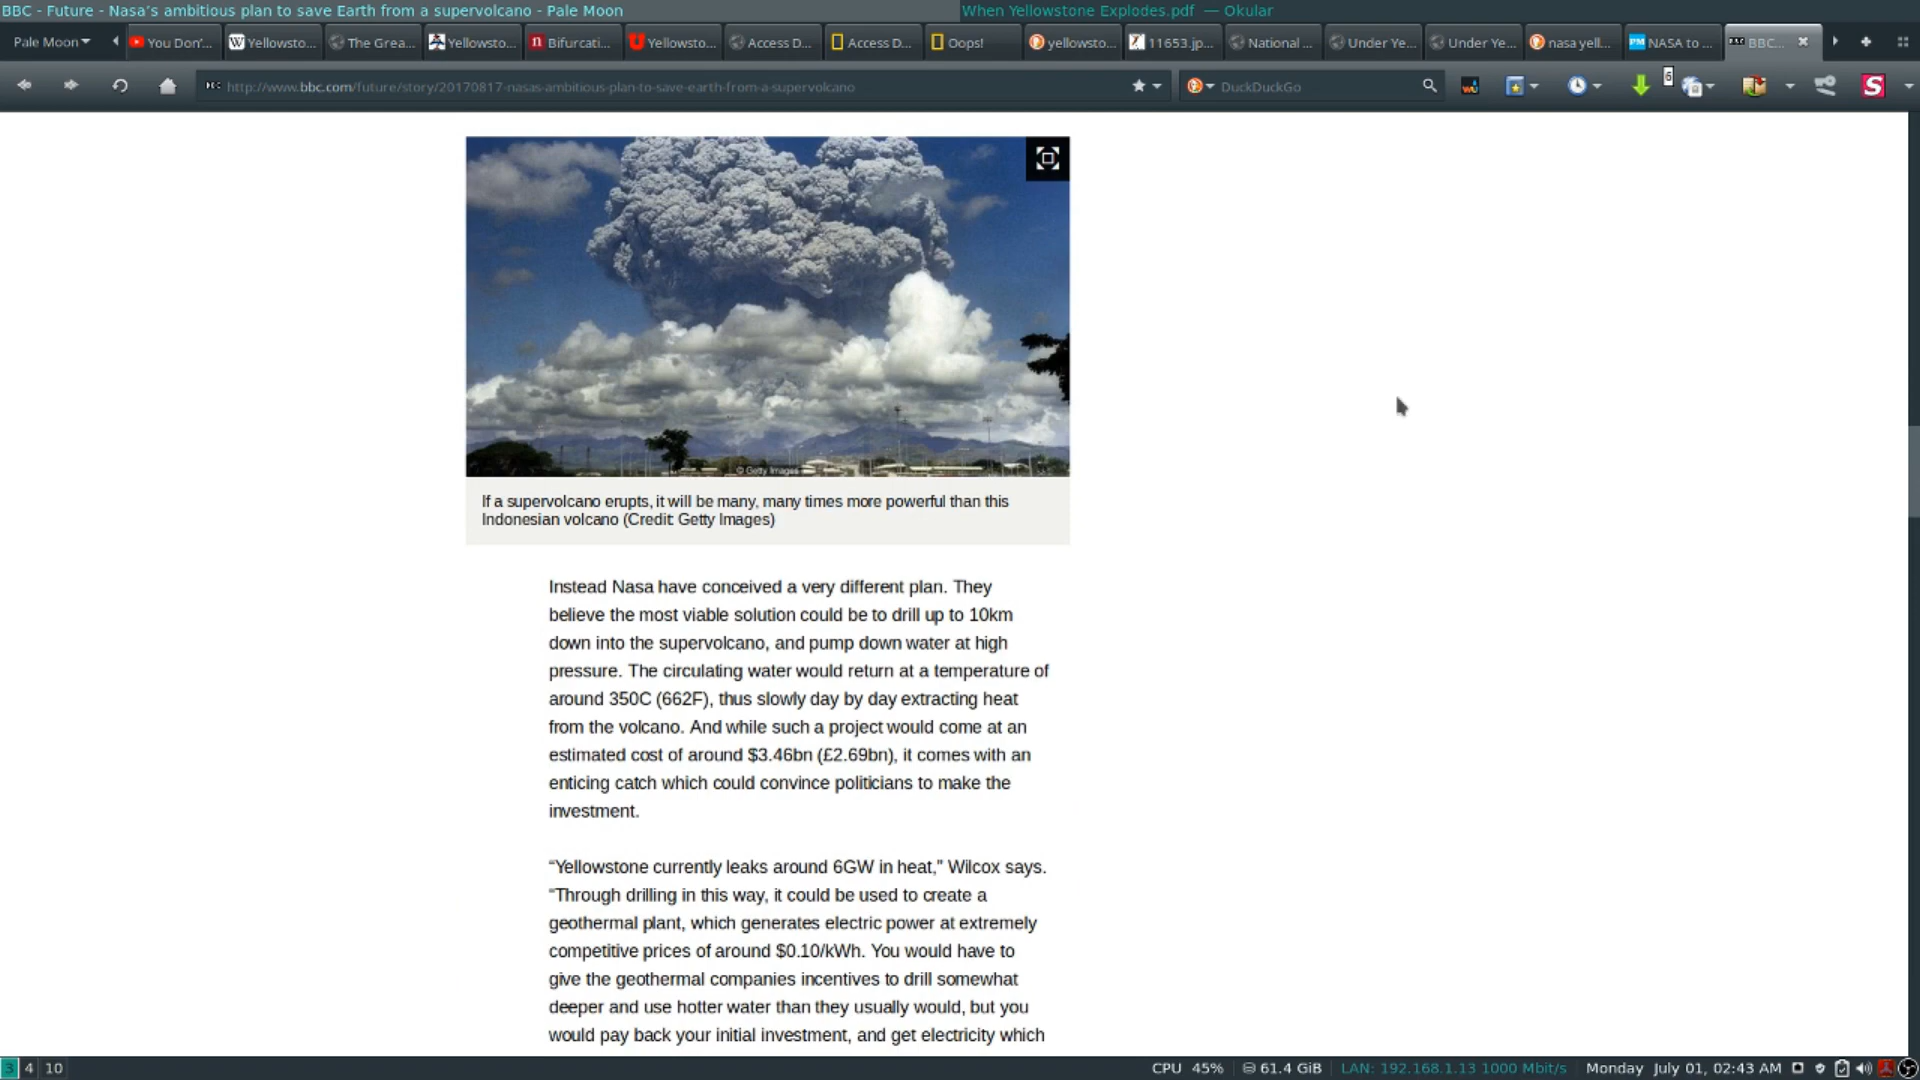 BBC - Future - Nasa's ambitious plan to save Earth from a supervolcano - Pale Moon
When Yellowstone Explodes.pdf — Okular
Pale Moon
You Don'...
Yellowsto...
The Grea...
Yellowsto...
Bifurcati...
Yellowsto...
Access D...
Access D...
Oops!
yellowsto...
11653.jp...
National ...
Under Ye...
Under Ye...
nasa yell...
NASA to ...
BBC...
http://www.bbc.com/future/story/20170817-nasas-ambitious-plan-to-save-earth-from-a-supervolcano
DuckDuckGo
6
© Getty Images
If a supervolcano erupts, it will be many, many times more powerful than this
Indonesian volcano (Credit: Getty Images)
Instead Nasa have conceived a very different plan. They
believe the most viable solution could be to drill up to 10km
down into the supervolcano, and pump down water at high
pressure. The circulating water would return at a temperature of
around 350C (662F), thus slowly day by day extracting heat
from the volcano. And while such a project would come at an
estimated cost of around $3.46bn (£2.69bn), it comes with an
enticing catch which could convince politicians to make the
investment.
“Yellowstone currently leaks around 6GW in heat,” Wilcox says.
“Through drilling in this way, it could be used to create a
geothermal plant, which generates electric power at extremely
competitive prices of around $0.10/kWh. You would have to
give the geothermal companies incentives to drill somewhat
deeper and use hotter water than they usually would, but you
would pay back your initial investment, and get electricity which
3 4 10
CPU 45% 61.4 GiB LAN: 192.168.1.13 1000 Mbit/s Monday July 01, 02:43 AM